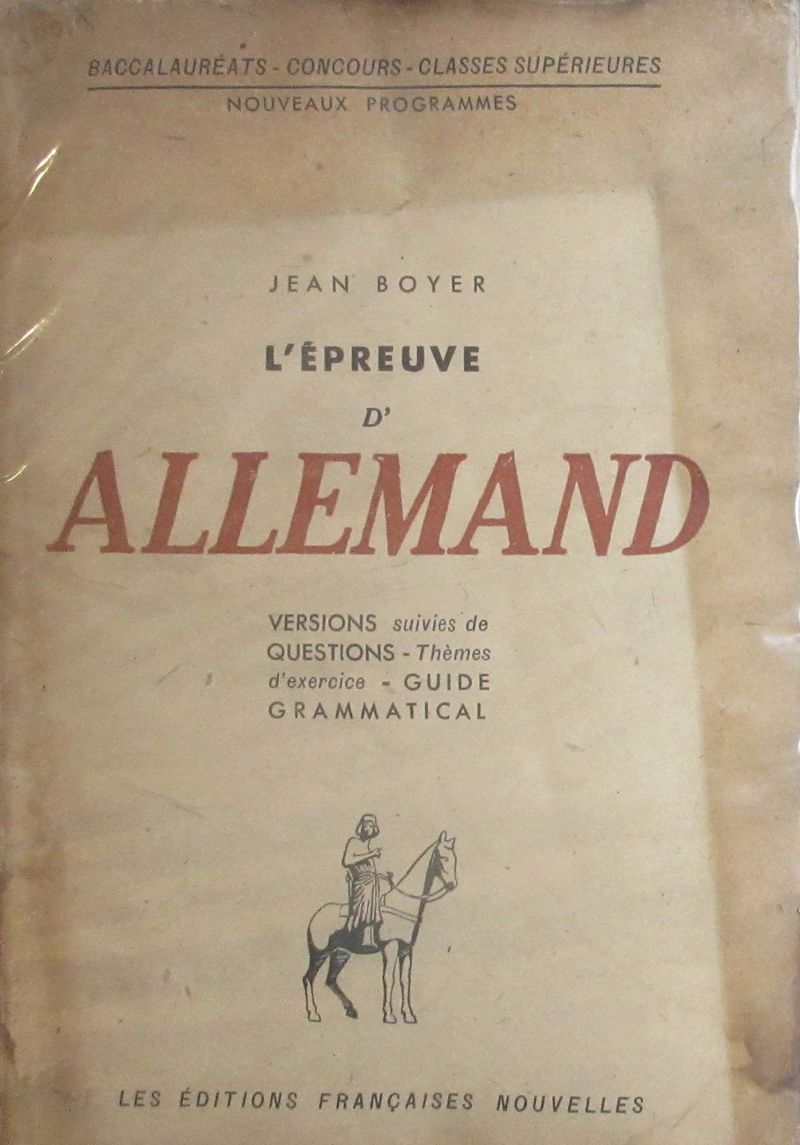 BACCALAURÉATS - CONCOURS - CLASSES SUPÉRIEURES
NOUVEAUX PROGRAMMES
JEAN BOYER
L'ÉPREUVE
D'
ALLEMAND
VERSIONS suivies de
QUESTIONS - Thèmes
d'exercice - GUIDE
GRAMMATICAL
LES ÉDITIONS FRANÇAISES NOUVELLES